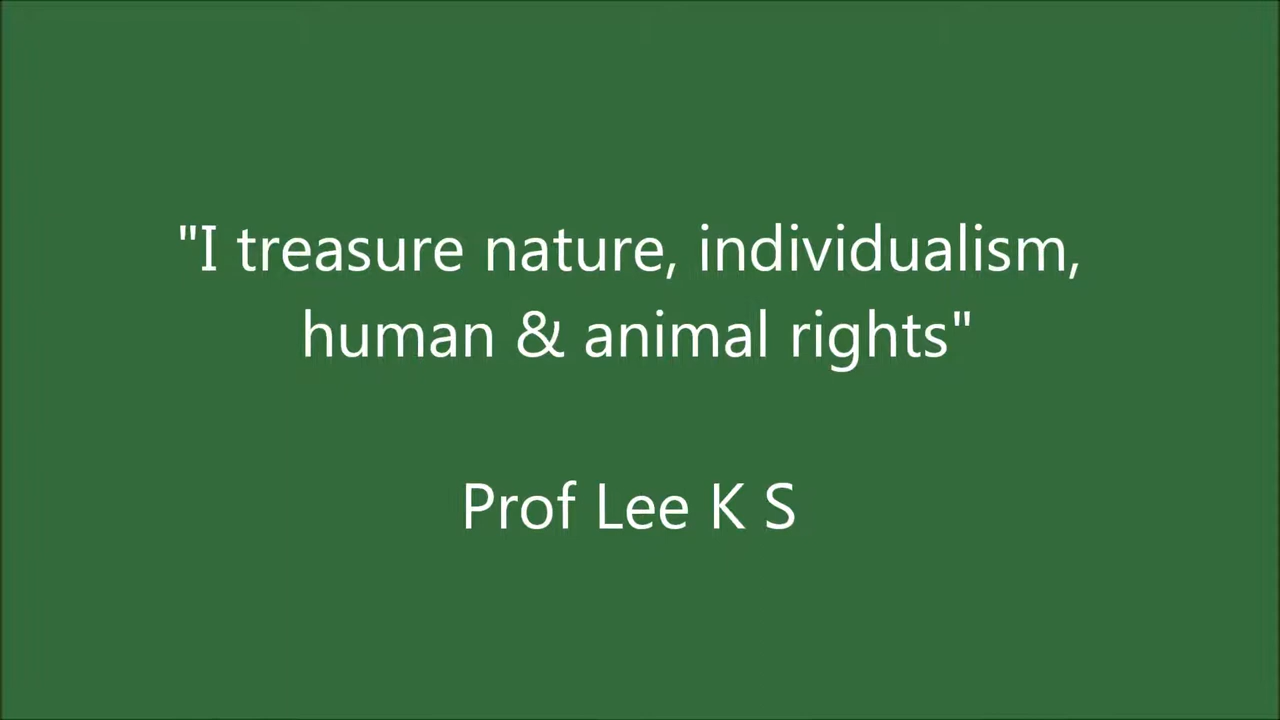 "I treasure nature, individualism,
human & animal rights"
Prof Lee K S